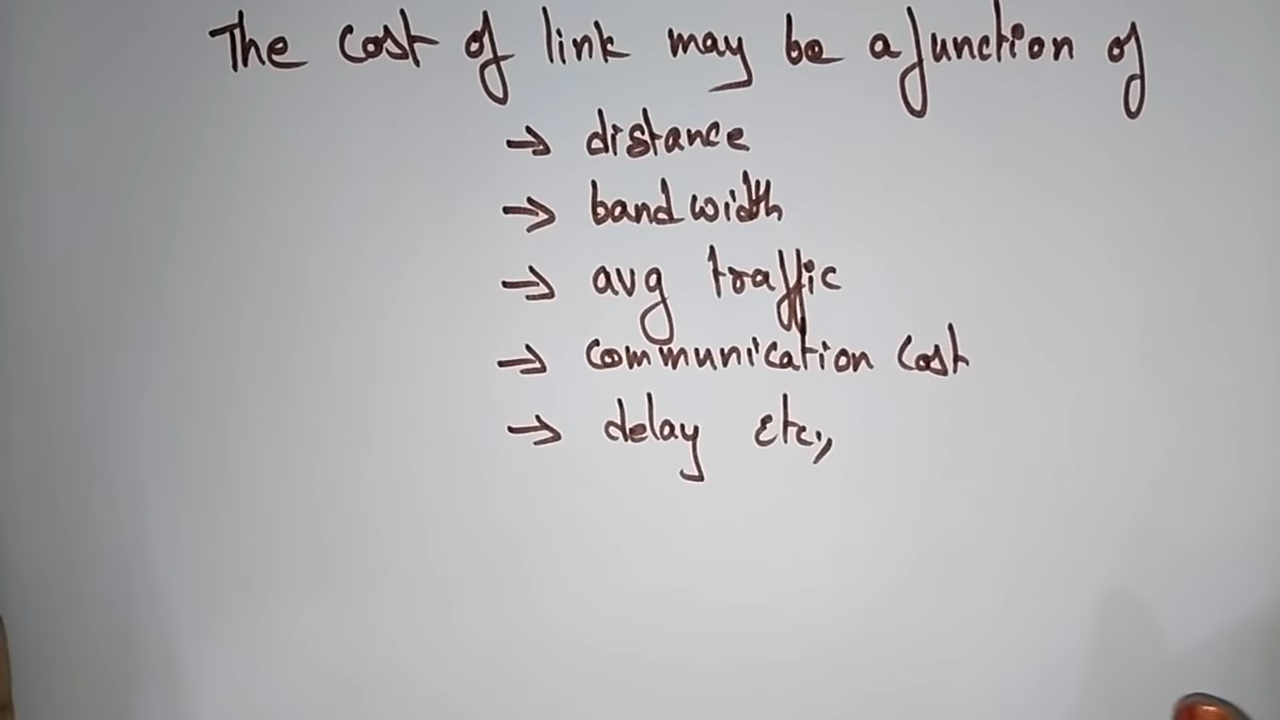 The cost of link may be a function of
→ distance
→ bandwidth
→ avg traffic
→ communication cost
→ delay etc.,